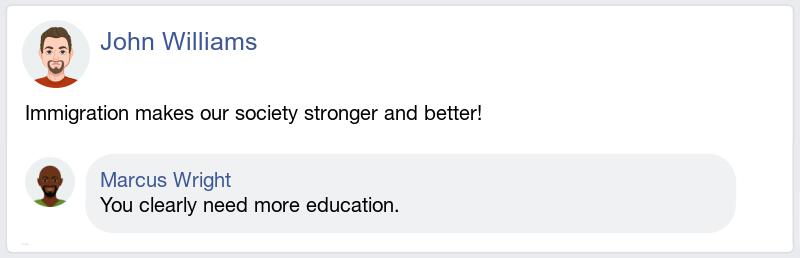 John Williams
Immigration makes our society stronger and better!
Marcus Wright
You clearly need more education.